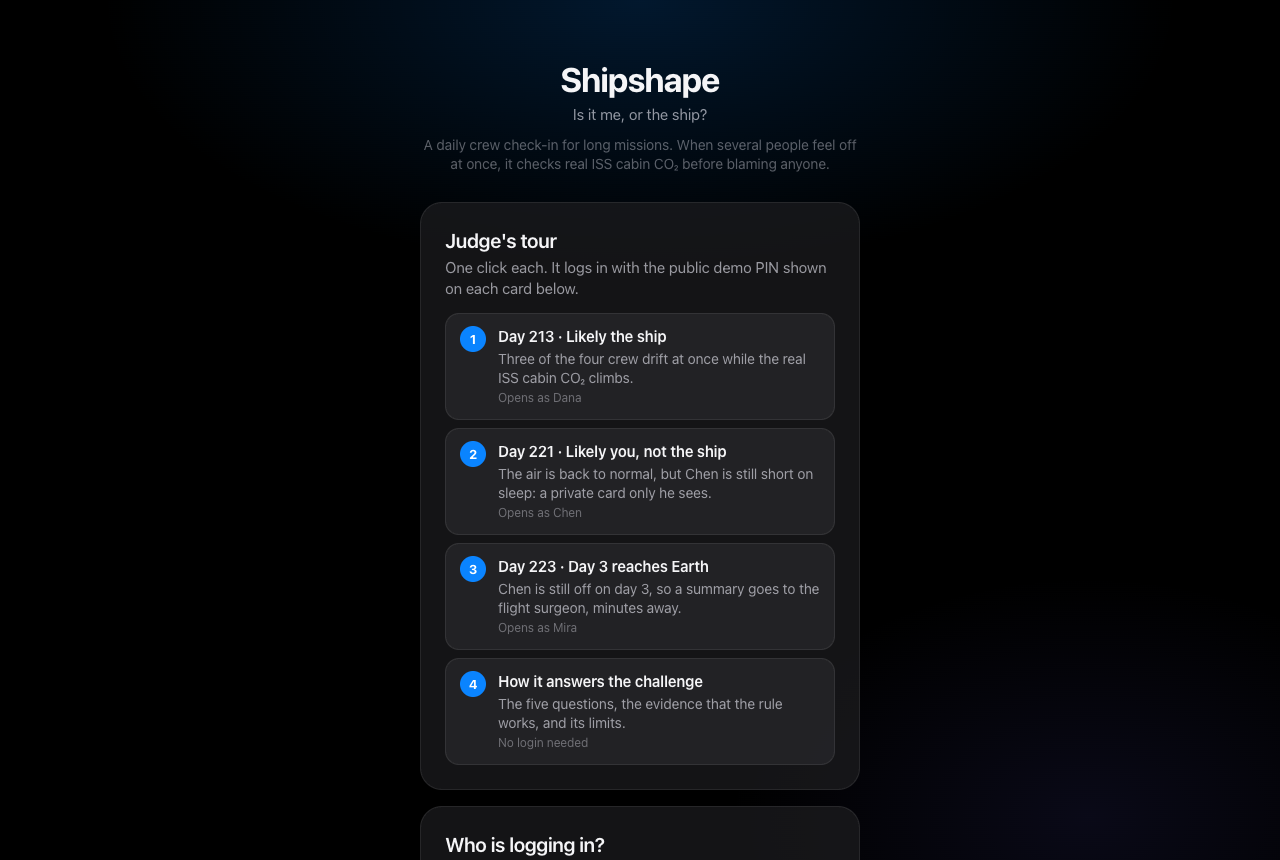 Shipshape
Is it me, or the ship?
A daily crew check-in for long missions. When several people feel off
at once, it checks real ISS cabin CO₂ before blaming anyone.
Judge's tour
One click each. It logs in with the public demo PIN shown
on each card below.
1
Day 213 · Likely the ship
Three of the four crew drift at once while the real
ISS cabin CO₂ climbs.
Opens as Dana
2
Day 221 · Likely you, not the ship
The air is back to normal, but Chen is still short on
sleep: a private card only he sees.
Opens as Chen
3
Day 223 · Day 3 reaches Earth
Chen is still off on day 3, so a summary goes to the
flight surgeon, minutes away.
Opens as Mira
4
How it answers the challenge
The five questions, the evidence that the rule
works, and its limits.
No login needed
Who is logging in?